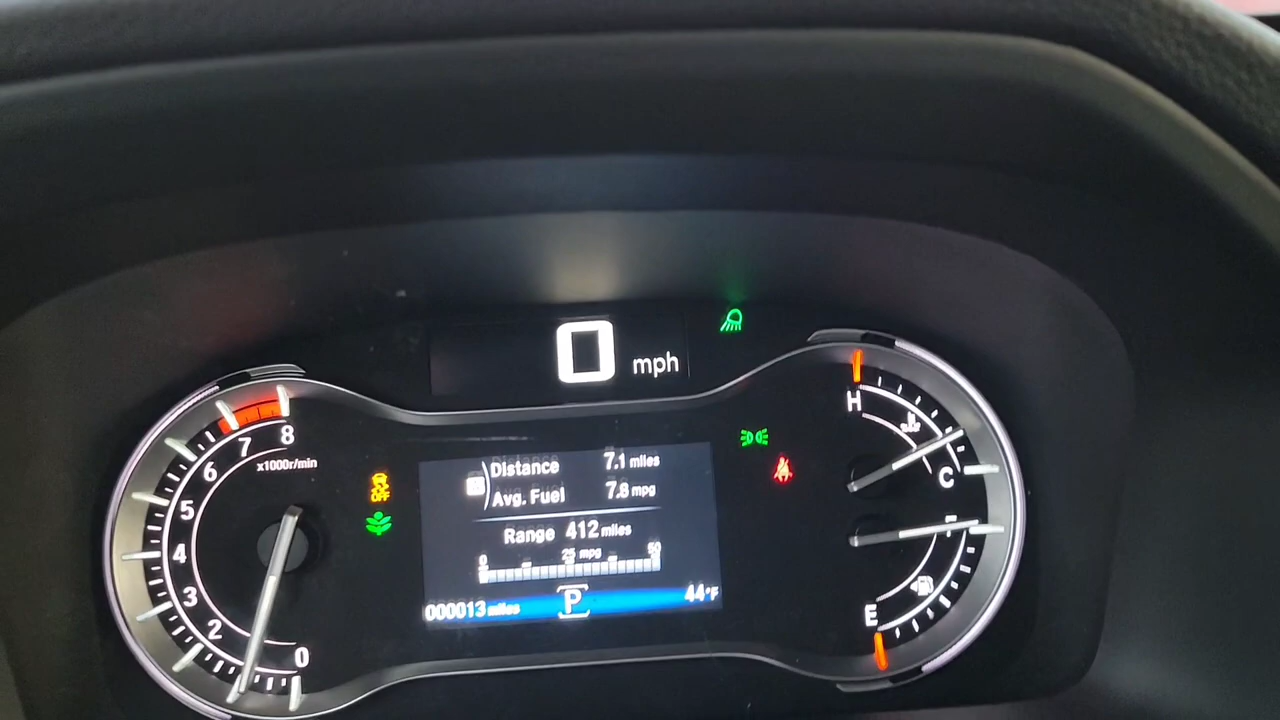 0 mph
8
7
6
5
4
3
2
0
x1000r/min
OFF
Distance 7.1 miles
Avg. Fuel 7.8 mpg
Range 412 miles
0 25 mpg 50
000013 miles P 44°F
H
C
F
E